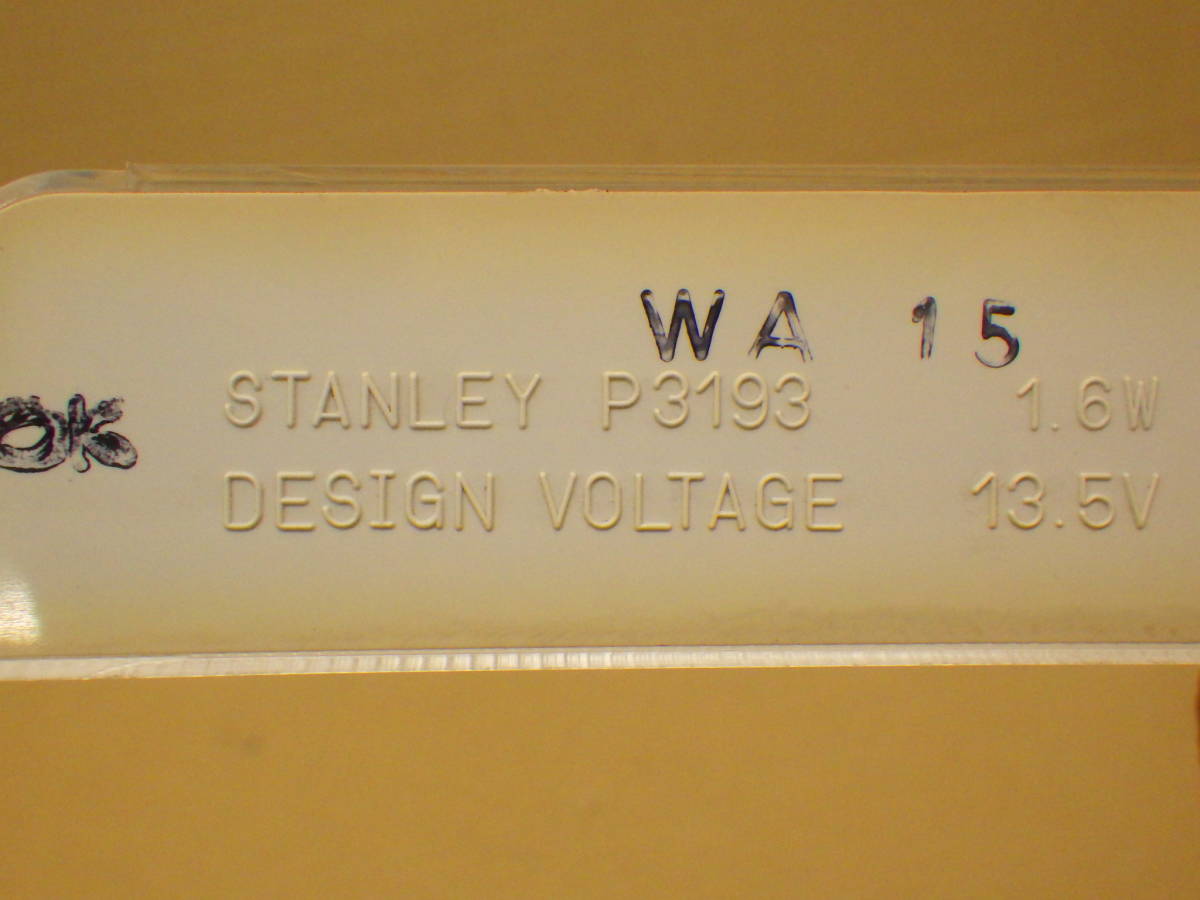 WA 15
OK
STANLEY P3193 1.6W
DESIGN VOLTAGE 13.5V